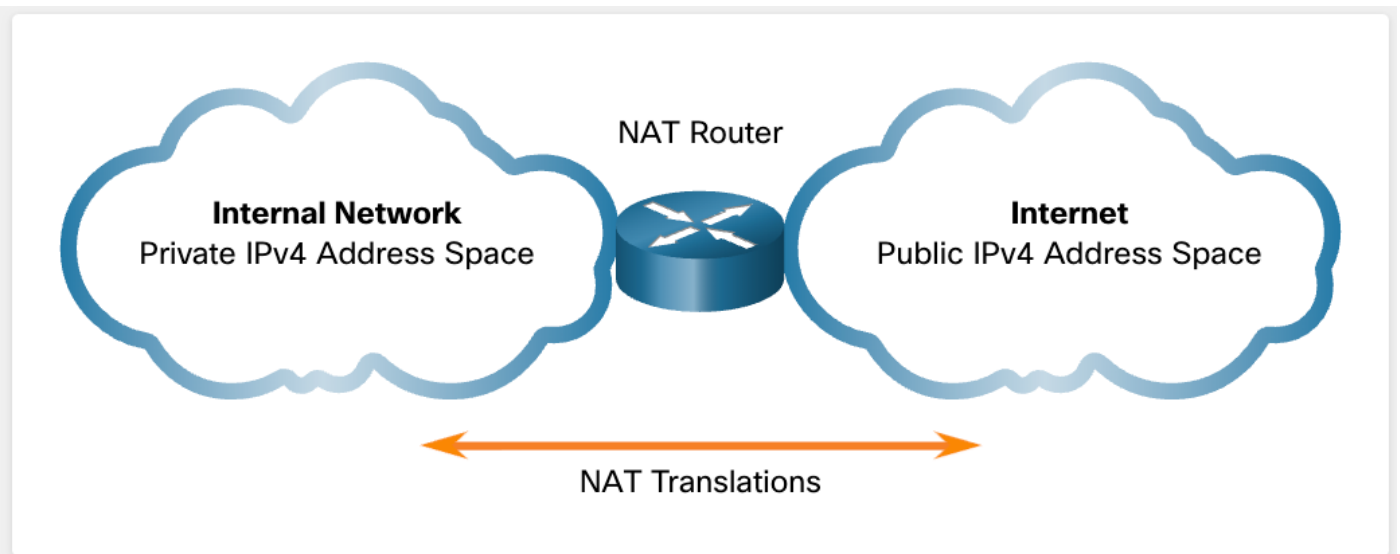 NAT Router
Internal Network
Private IPv4 Address Space
Internet
Public IPv4 Address Space
NAT Translations